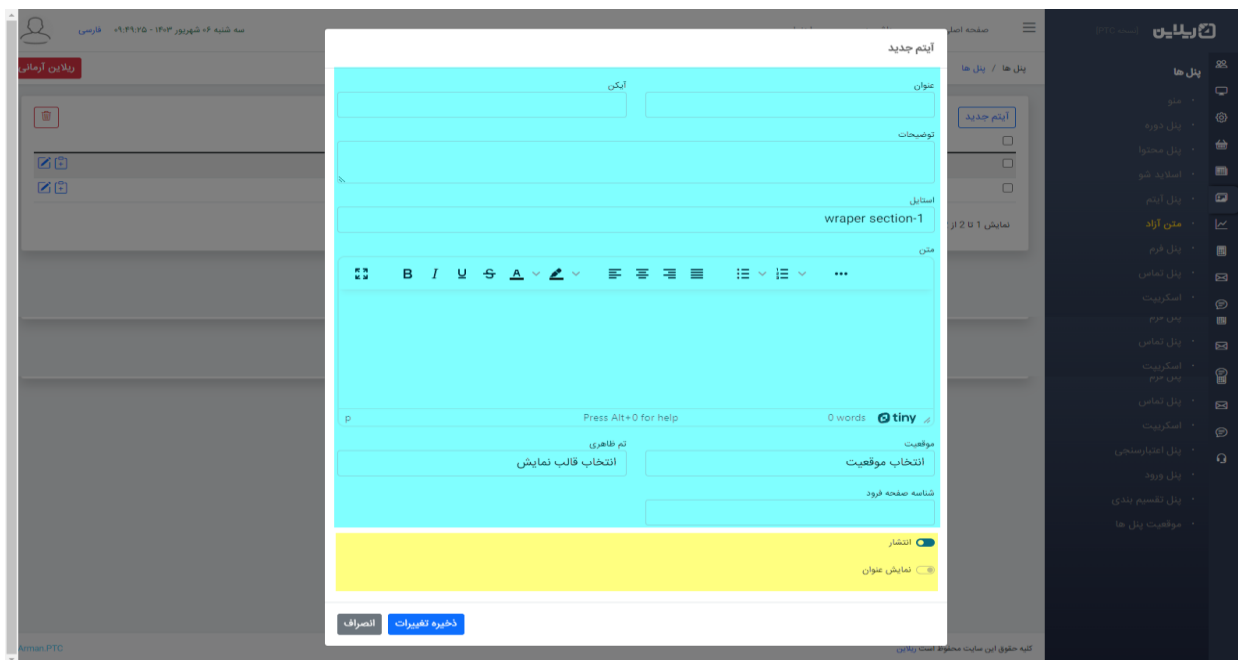 ریلاین [نسخه PTC]
سه شنبه ۰۶ شهریور ۱۴۰۳ - ۰۹:۴۹:۲۵ فارسی
پنل ها / پنل ها
ریلاین آرمانی
پنل ها
منو
پنل دوره
پنل محتوا
اسلاید شو
پنل آیتم
متن آزاد
پنل فرم
پنل تماس
اسکریپت
پنل تماس
اسکریپت
پنل تماس
اسکریپت
پنل اعتبارسنجی
پنل ورود
پنل تقسیم بندی
موقعیت پنل ها
آیتم جدید
نمایش 1 تا 2 از
آیتم جدید
عنوان
آیکن
توضیحات
استایل
wraper section-1
متن
B I U S A
p Press Alt+0 for help 0 words tiny
موقعیت
تم ظاهری
انتخاب موقعیت
انتخاب قالب نمایش
شناسه صفحه فرود
انتشار
نمایش عنوان
ذخیره تغییرات
انصراف
کلیه حقوق این سایت محفوظ است ریلاین
Arman.PTC